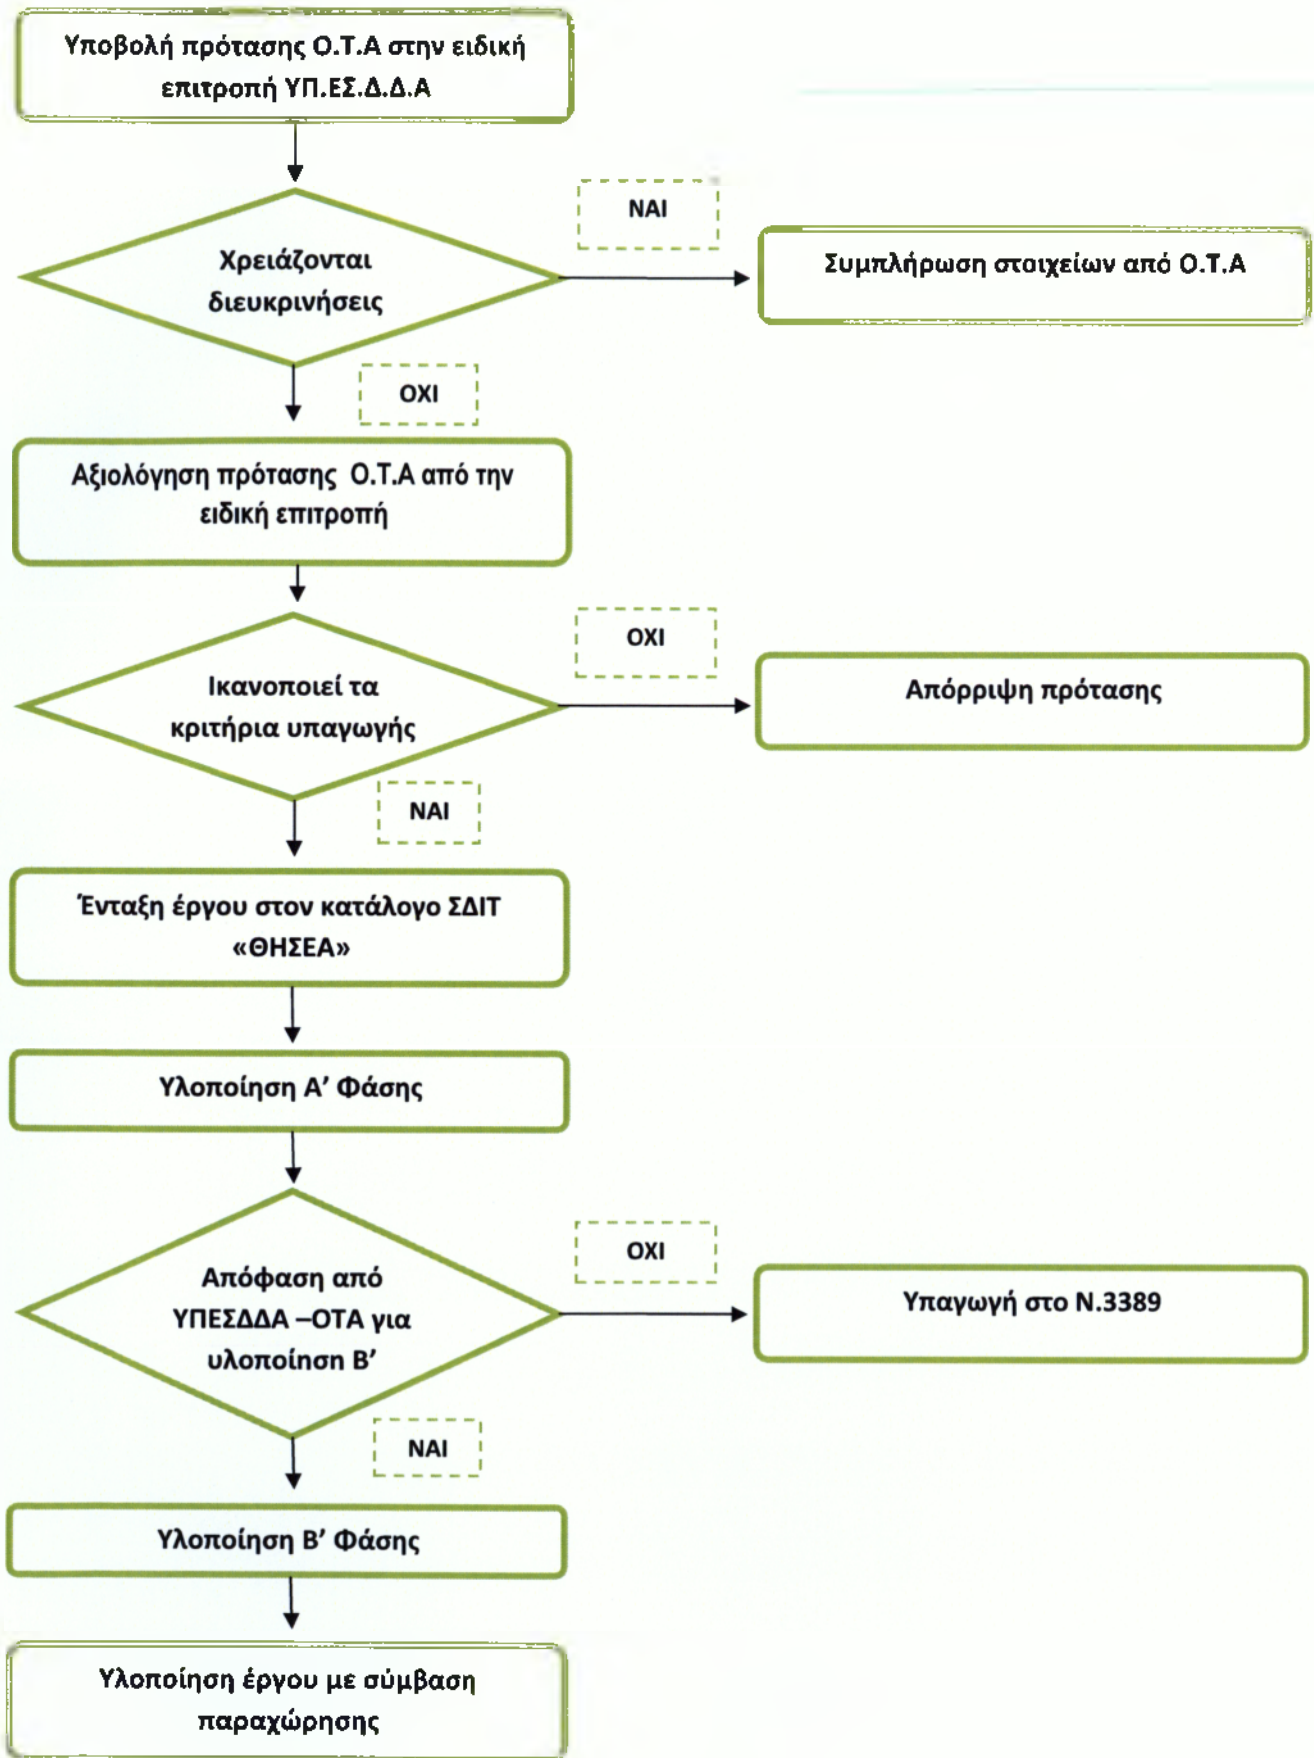 Υποβολή πρότασης Ο.Τ.Α στην ειδική
επιτροπή ΥΠ.ΕΣ.Δ.Δ.Α
ΝΑΙ
Χρειάζονται
διευκρινήσεις
Συμπλήρωση στοιχείων από Ο.Τ.Α
ΟΧΙ
Αξιολόγηση πρότασης Ο.Τ.Α από την
ειδική επιτροπή
ΟΧΙ
Ικανοποιεί τα
κριτήρια υπαγωγής
Απόρριψη πρότασης
ΝΑΙ
Ένταξη έργου στον κατάλογο ΣΔΙΤ
«ΘΗΣΕΑ»
Υλοποίηση Α’ Φάσης
ΟΧΙ
Απόφαση από
ΥΠΕΣΔΔΑ –ΟΤΑ για
υλοποίηση Β’
Υπαγωγή στο Ν.3389
ΝΑΙ
Υλοποίηση Β’ Φάσης
Υλοποίηση έργου με σύμβαση
παραχώρησης